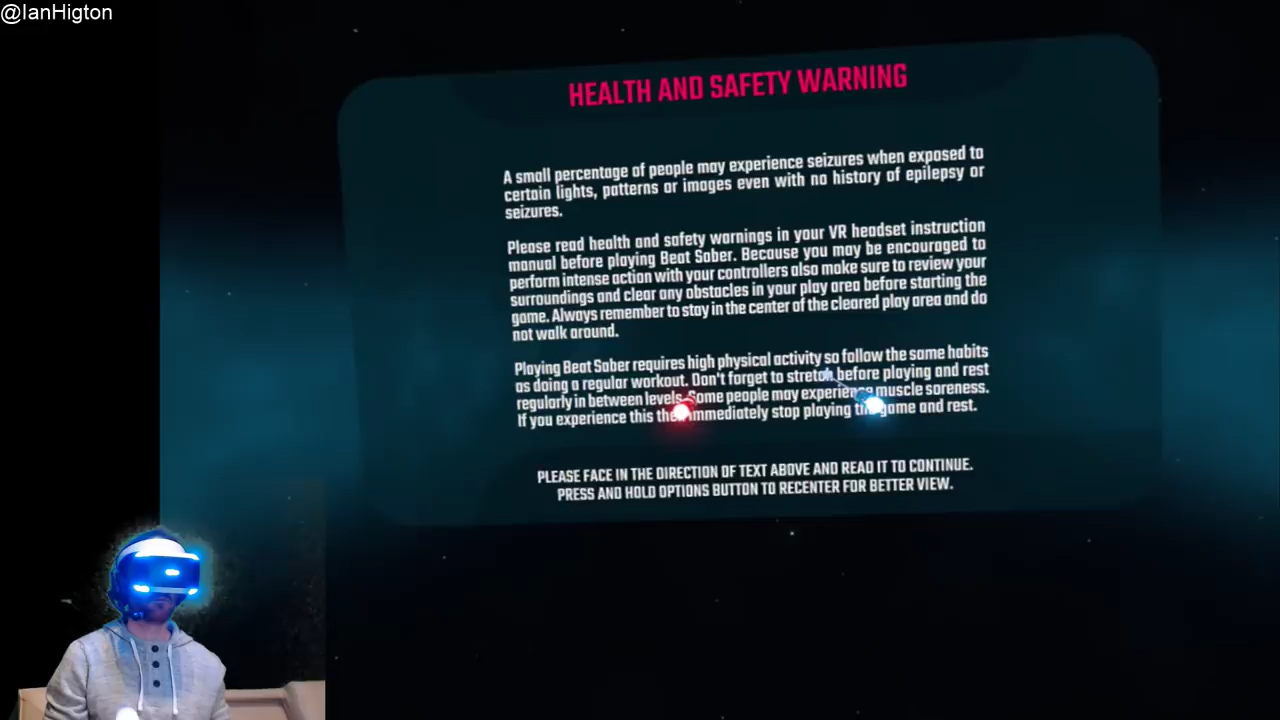 @IanHigton
HEALTH AND SAFETY WARNING
A small percentage of people may experience seizures when exposed to
certain lights, patterns or images even with no history of epilepsy or
seizures.
Please read health and safety warnings in your VR headset instruction
manual before playing Beat Saber. Because you may be encouraged to
perform intense action with your controllers also make sure to review your
surroundings and clear any obstacles in your play area before starting the
game. Always remember to stay in the center of the cleared play area and do
not walk around.
Playing Beat Saber requires high physical activity so follow the same habits
as doing a regular workout. Don't forget to stretch before playing and rest
regularly in between levels. Some people may experience muscle soreness.
If you experience this then immediately stop playing the game and rest.
PLEASE FACE IN THE DIRECTION OF TEXT ABOVE AND READ IT TO CONTINUE.
PRESS AND HOLD OPTIONS BUTTON TO RECENTER FOR BETTER VIEW.